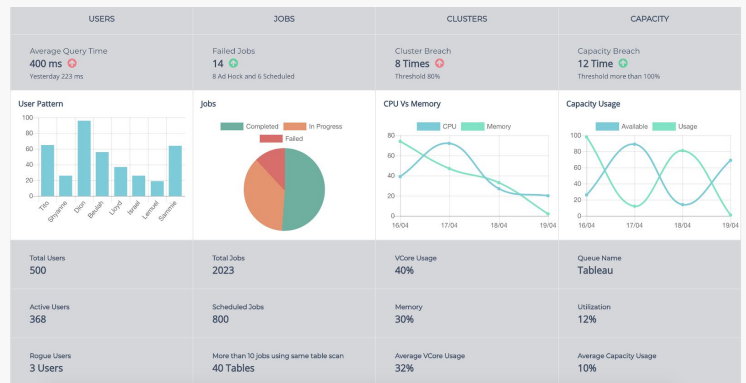 USERS
JOBS
CLUSTERS
CAPACITY
Average Query Time
400 ms
Yesterday 223 ms
Failed Jobs
14
8 Ad Hock and 6 Scheduled
Cluster Breach
8 Times
Threshold 80%
Capacity Breach
12 Time
Threshold more than 100%
User Pattern
100
80
60
40
20
0
Tito
Shyanne
Dion
Beulah
Lloyd
Israel
Lemuel
Sammie
Jobs
Completed
In Progress
Failed
CPU Vs Memory
CPU
Memory
80
60
40
20
0
16/04
17/04
18/04
19/04
Capacity Usage
Available
Usage
100
80
60
40
20
0
16/04
17/04
18/04
19/04
Total Users
500
Total Jobs
2023
VCore Usage
40%
Queue Name
Tableau
Active Users
368
Scheduled Jobs
800
Memory
30%
Utilization
12%
Rogue Users
3 Users
More than 10 jobs using same table scan
40 Tables
Average VCore Usage
32%
Average Capacity Usage
10%